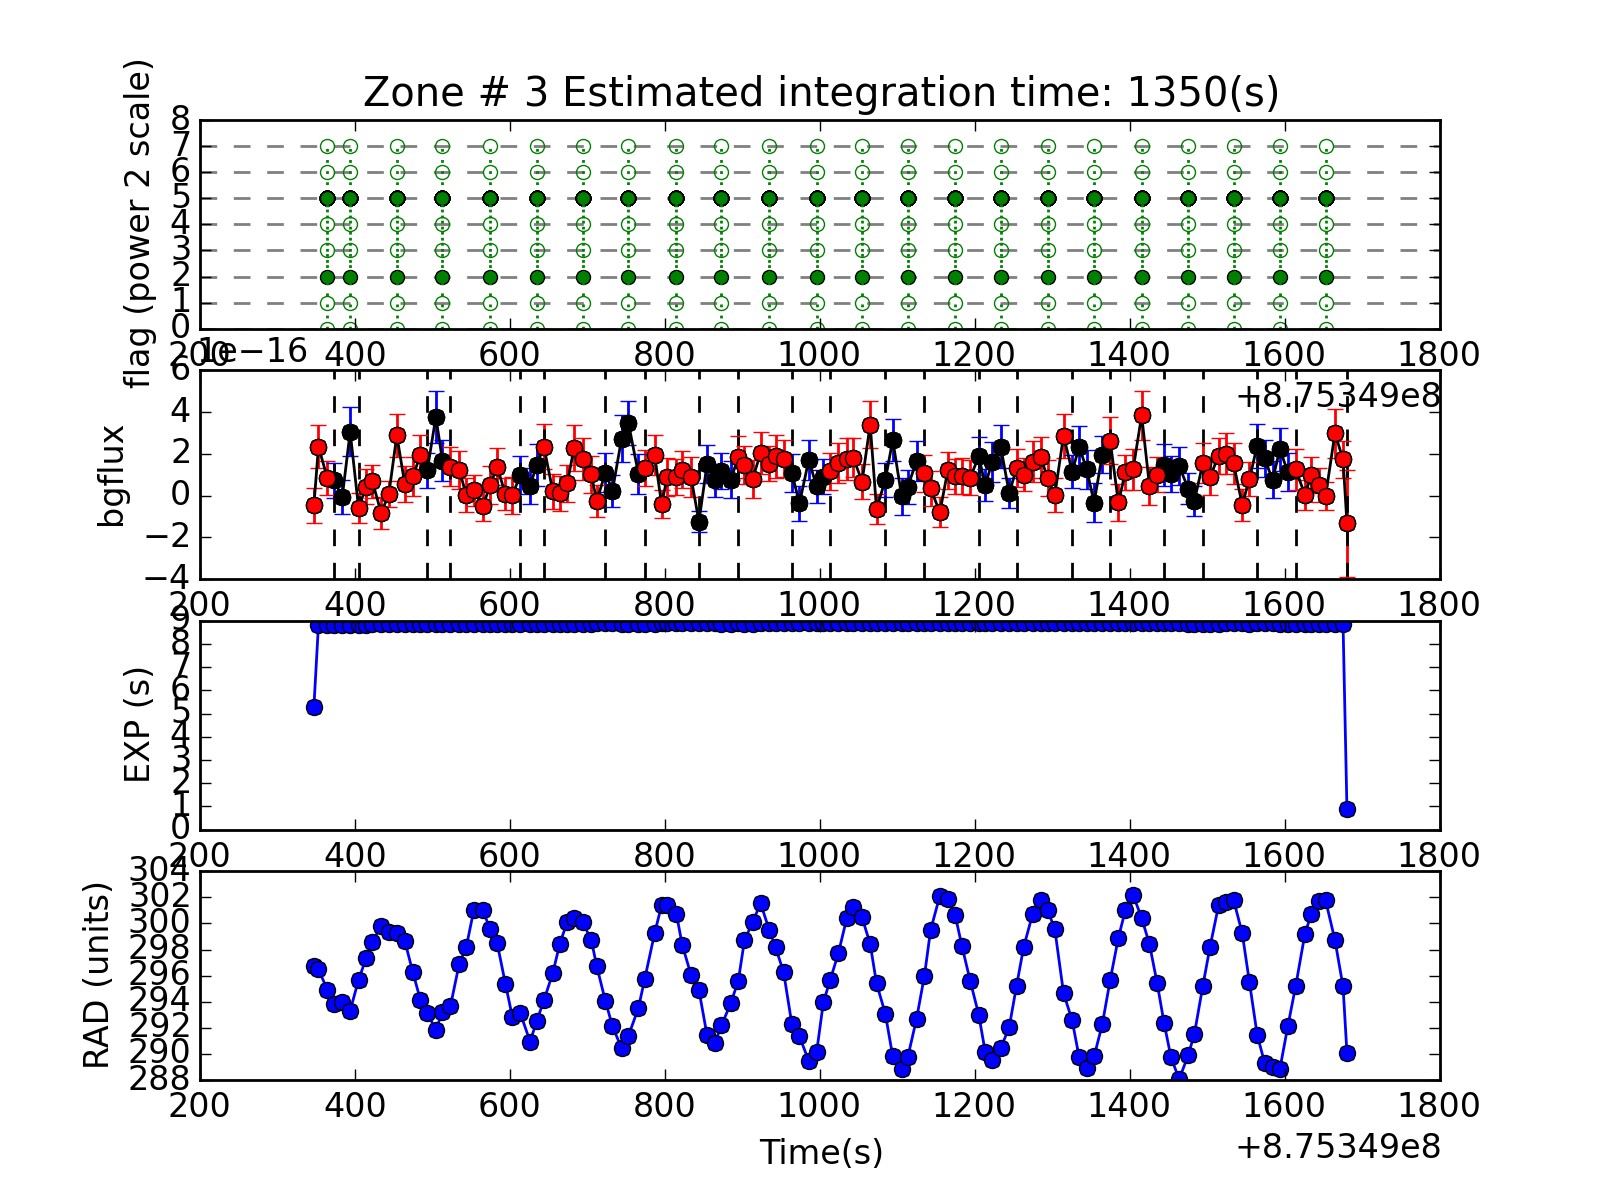 Zone # 3 Estimated integration time: 1350(s)
flag (power 2 scale)
8
7
6
5
4
3
2
1
0
200 400 600 800 1000 1200 1400 1600 1800
1e−16
+8.75349e8
bgflux
6
4
2
0
−2
−4
200 400 600 800 1000 1200 1400 1600 1800
EXP (s)
9
8
7
6
5
4
3
2
1
0
200 400 600 800 1000 1200 1400 1600 1800
RAD (units)
304
302
300
298
296
294
292
290
288
200 400 600 800 1000 1200 1400 1600 1800
Time(s)
+8.75349e8